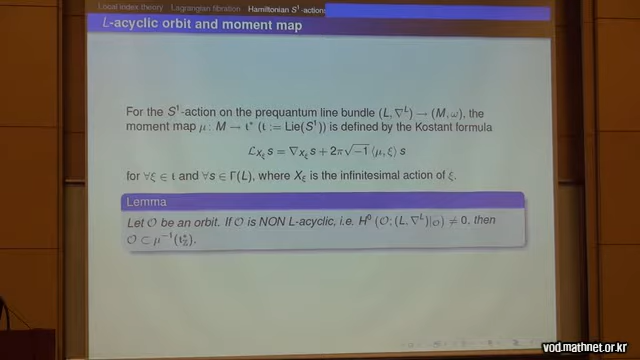 Local index theory Lagrangian fibration Hamiltonian S¹-actions
L-acyclic orbit and moment map
For the S¹-action on the prequantum line bundle (L, ∇ᴸ) → (M, ω), the
moment map μ: M → 𝔱* (𝔱 := Lie(S¹)) is defined by the Kostant formula
ℒ_{X_ξ} s = ∇_{X_ξ} s + 2π√−1 ⟨μ, ξ⟩ s
for ∀ξ ∈ 𝔱 and ∀s ∈ Γ(L), where X_ξ is the infinitesimal action of ξ.
Lemma
Let 𝒪 be an orbit. If 𝒪 is NON L-acyclic, i.e. H⁰(𝒪; (L, ∇ᴸ)|_𝒪) ≠ 0, then
𝒪 ⊂ μ⁻¹(𝔱*_ℤ).
vod.mathnet.or.kr